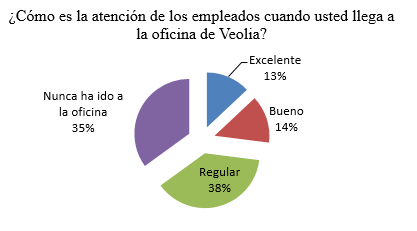 ¿Cómo es la atención de los empleados cuando usted llega a
la oficina de Veolia?
Excelente
13%
Bueno
14%
Regular
38%
Nunca ha ido a
la oficina
35%